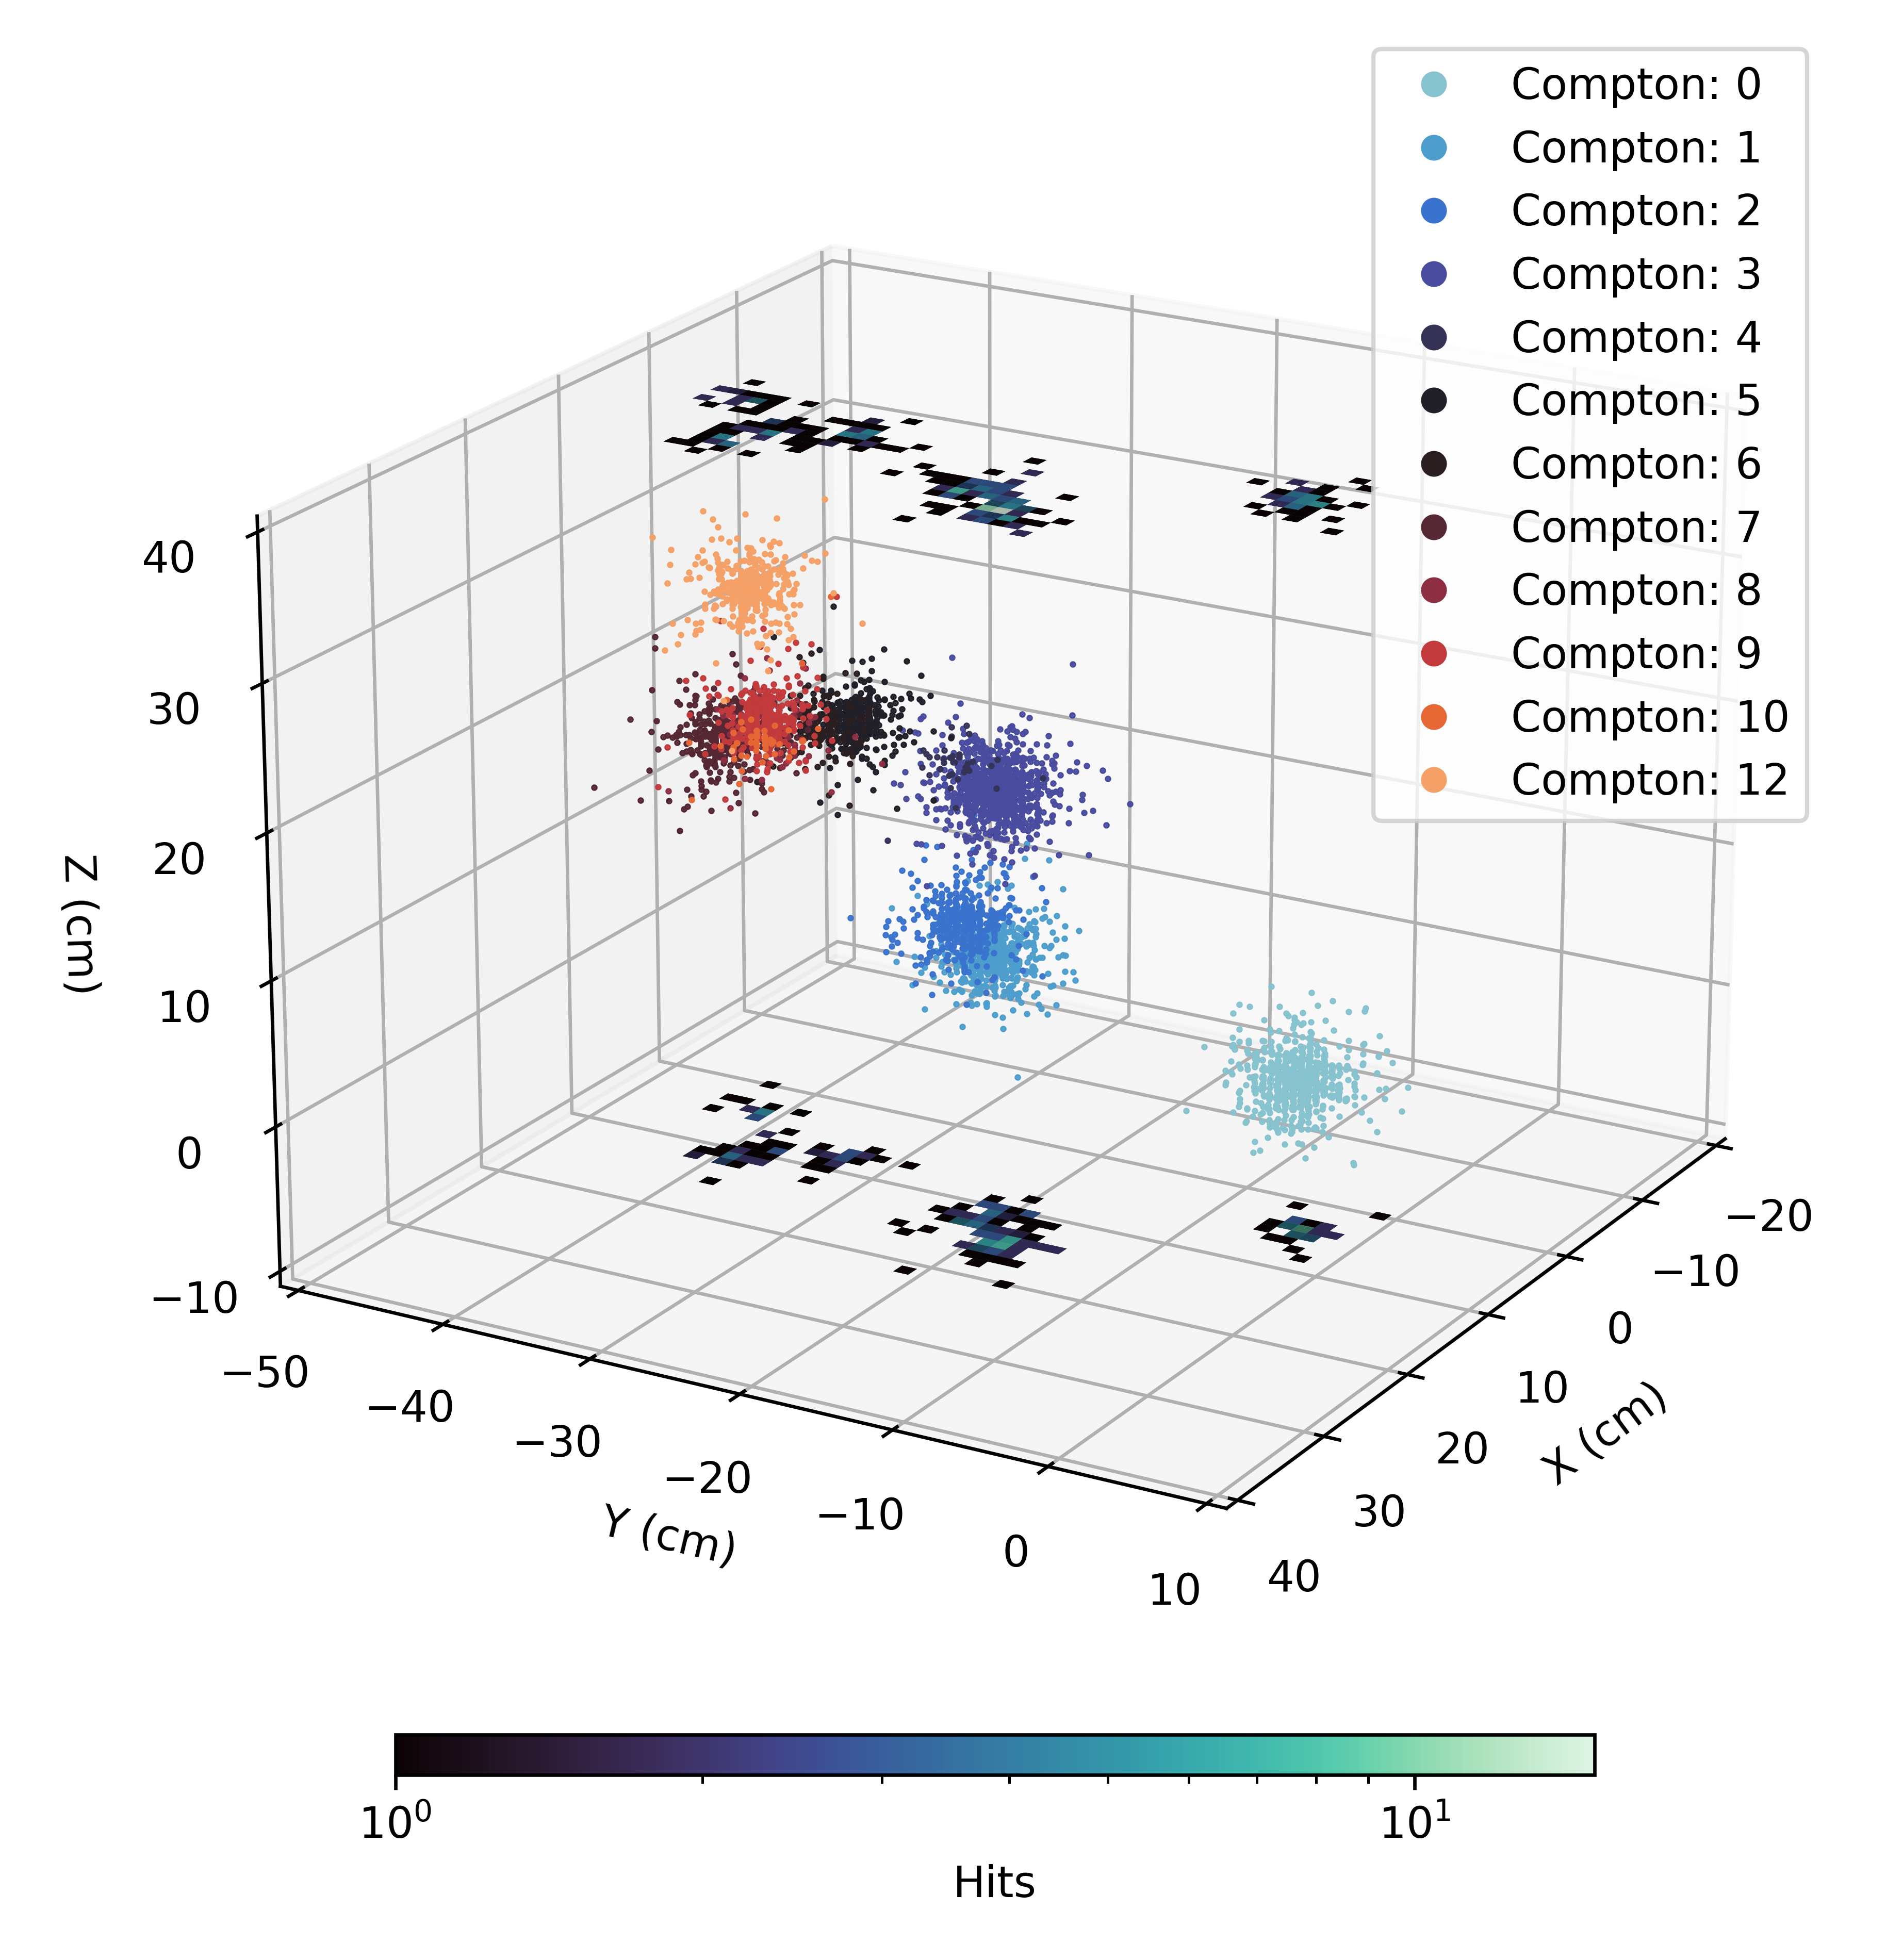 Compton: 0
Compton: 1
Compton: 2
Compton: 3
Compton: 4
Compton: 5
Compton: 6
Compton: 7
Compton: 8
Compton: 9
Compton: 10
Compton: 12
40
30
20
10
0
−10
Z (cm)
−50
−40
−30
−20
−10
0
10
Y (cm)
−20
−10
0
10
20
30
40
X (cm)
10⁰
10¹
Hits